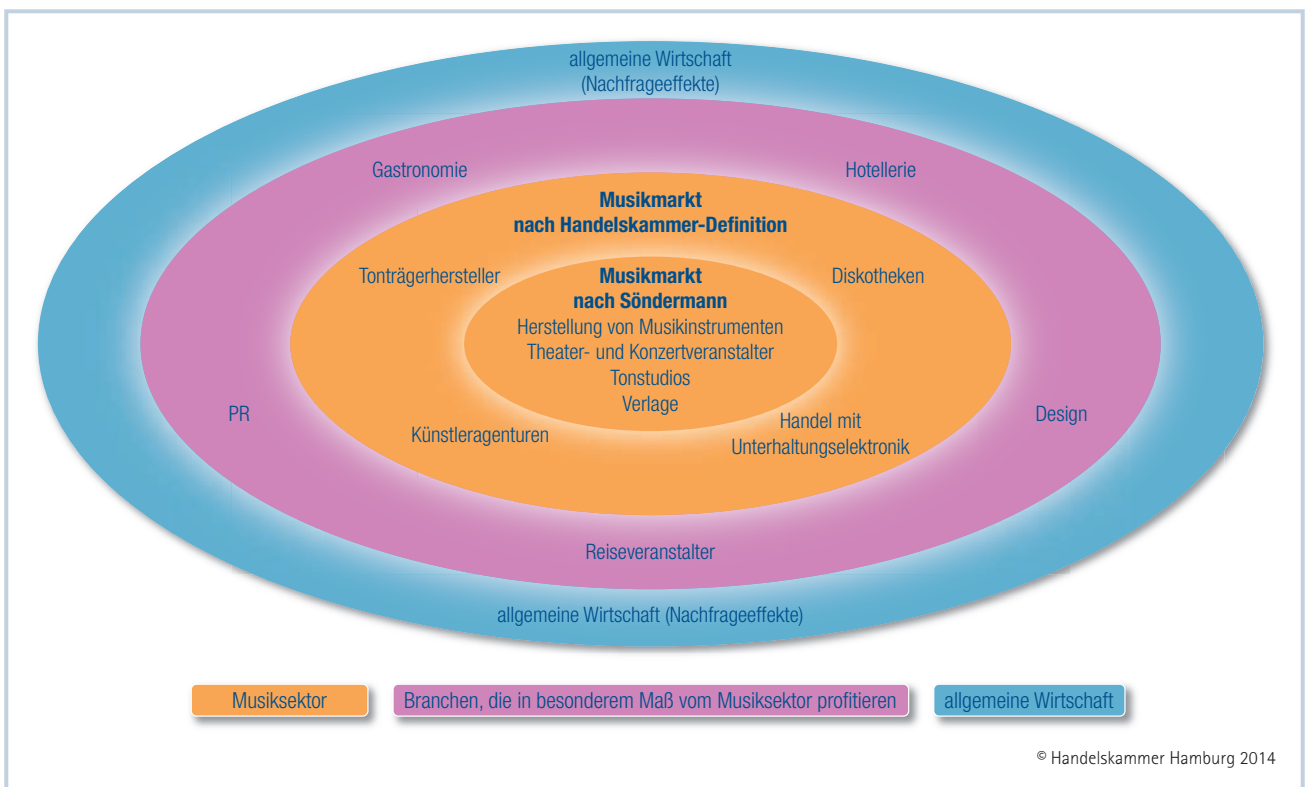 allgemeine Wirtschaft
(Nachfrageeffekte)
Gastronomie
Hotellerie
Musikmarkt
nach Handelskammer-Definition
Tonträgerhersteller
Diskotheken
Musikmarkt
nach Söndermann
Herstellung von Musikinstrumenten
Theater- und Konzertveranstalter
Tonstudios
Verlage
PR
Design
Künstleragenturen
Handel mit
Unterhaltungselektronik
Reiseveranstalter
allgemeine Wirtschaft (Nachfrageeffekte)
Musiksektor
Branchen, die in besonderem Maß vom Musiksektor profitieren
allgemeine Wirtschaft
© Handelskammer Hamburg 2014